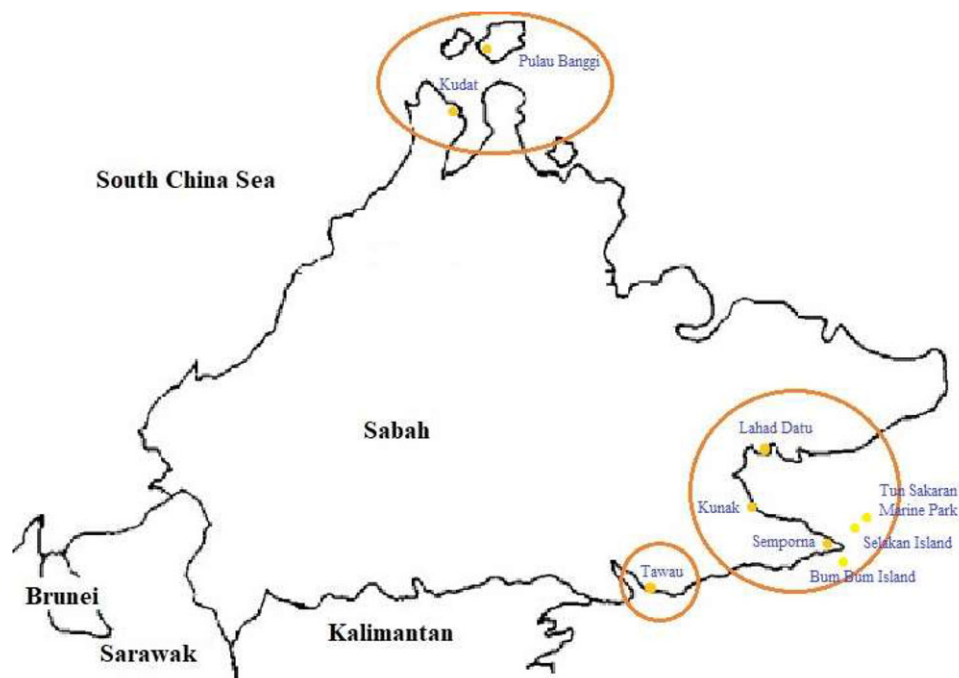 Pulau Banggi
Kudat
South China Sea
Sabah
Lahad Datu
Tun Sakaran
Marine Park
Kunak
Semporna
Selakan Island
Bum Bum Island
Tawau
Brunei
Kalimantan
Sarawak